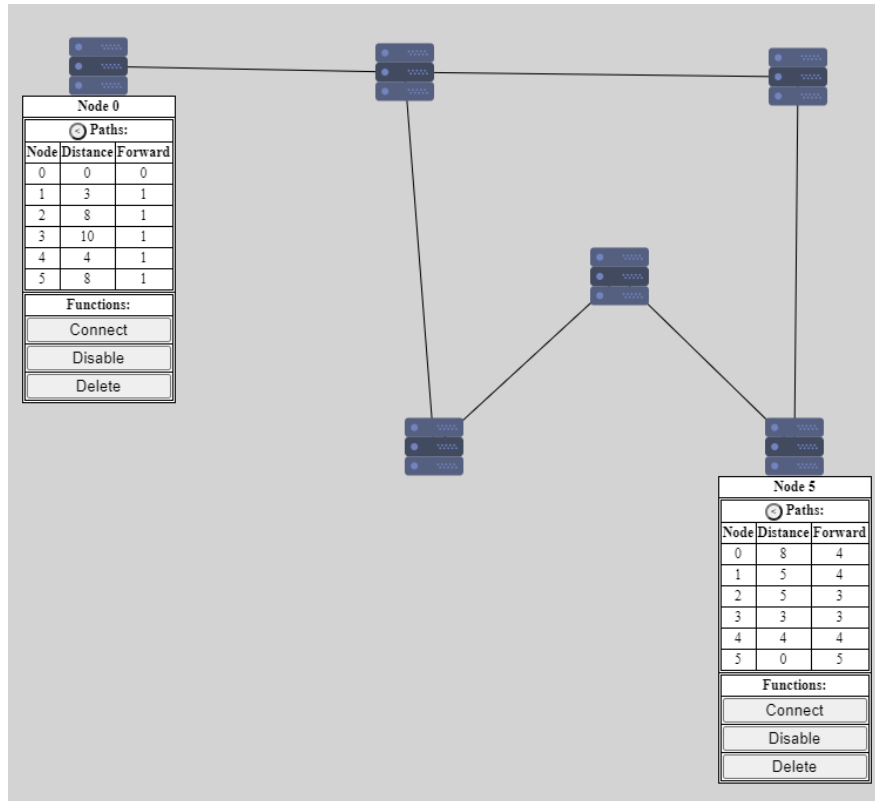 Node 0
< Paths:
Node Distance Forward
0 0 0
1 3 1
2 8 1
3 10 1
4 4 1
5 8 1
Functions:
Connect
Disable
Delete
Node 5
< Paths:
Node Distance Forward
0 8 4
1 5 4
2 5 3
3 3 3
4 4 4
5 0 5
Functions:
Connect
Disable
Delete